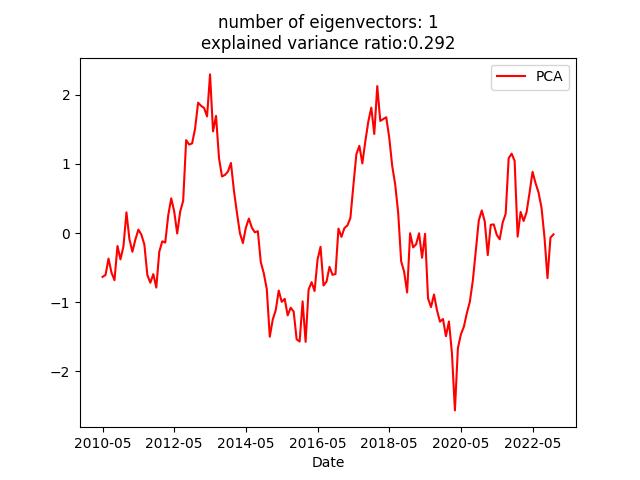 number of eigenvectors: 1
explained variance ratio:0.292
PCA
2
1
0
−1
−2
2010-05 2012-05 2014-05 2016-05 2018-05 2020-05 2022-05
Date